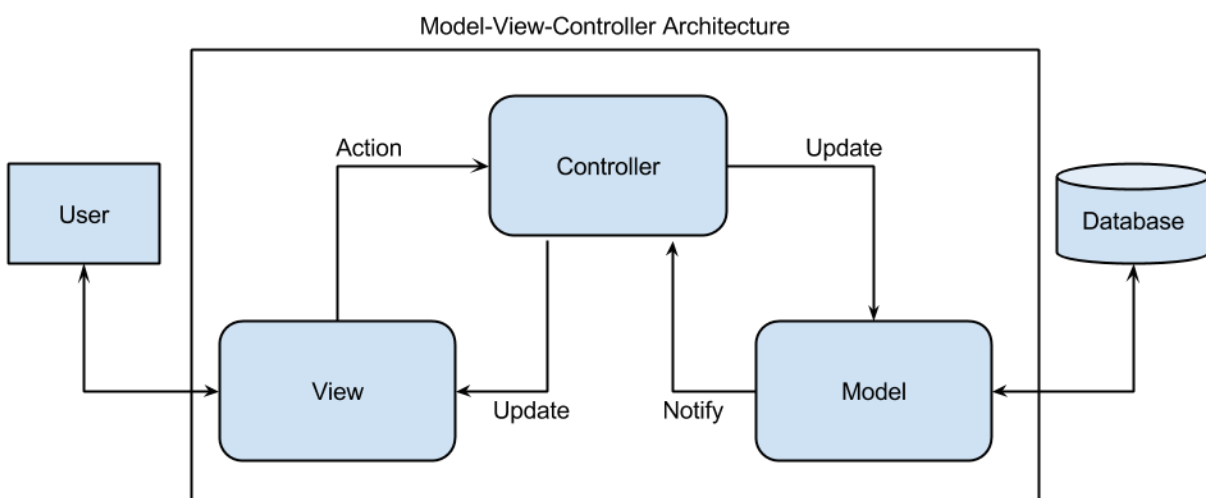 Model-View-Controller Architecture
Action
Controller
Update
User
Database
View
Update
Notify
Model